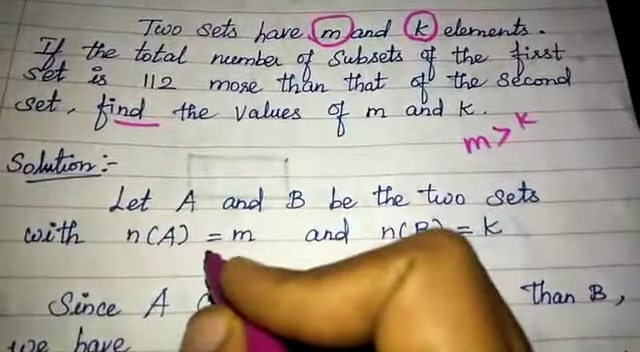 Two sets have m and k elements.
If the total number of subsets of the first
set is 112 more than that of the second
set, find the values of m and k.
m > k
Solution :-
Let A and B be the two sets
with n(A) = m and n(B) = k
Since A than B,
we have